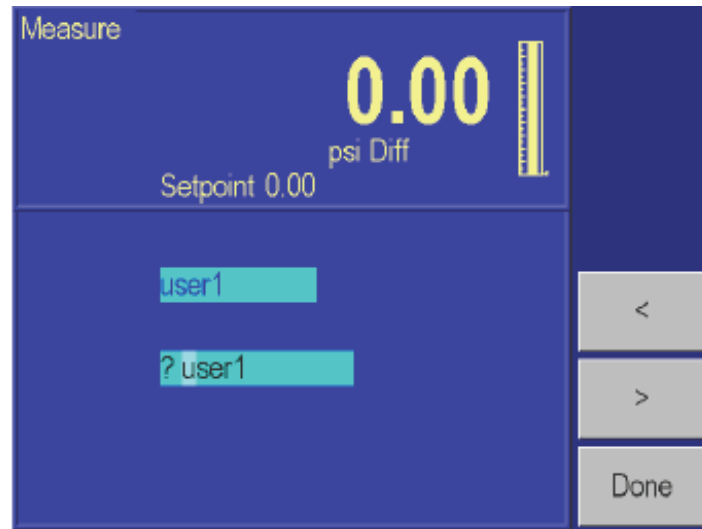 Measure
0.00
psi Diff
Setpoint 0.00
user1
? user1
<
>
Done